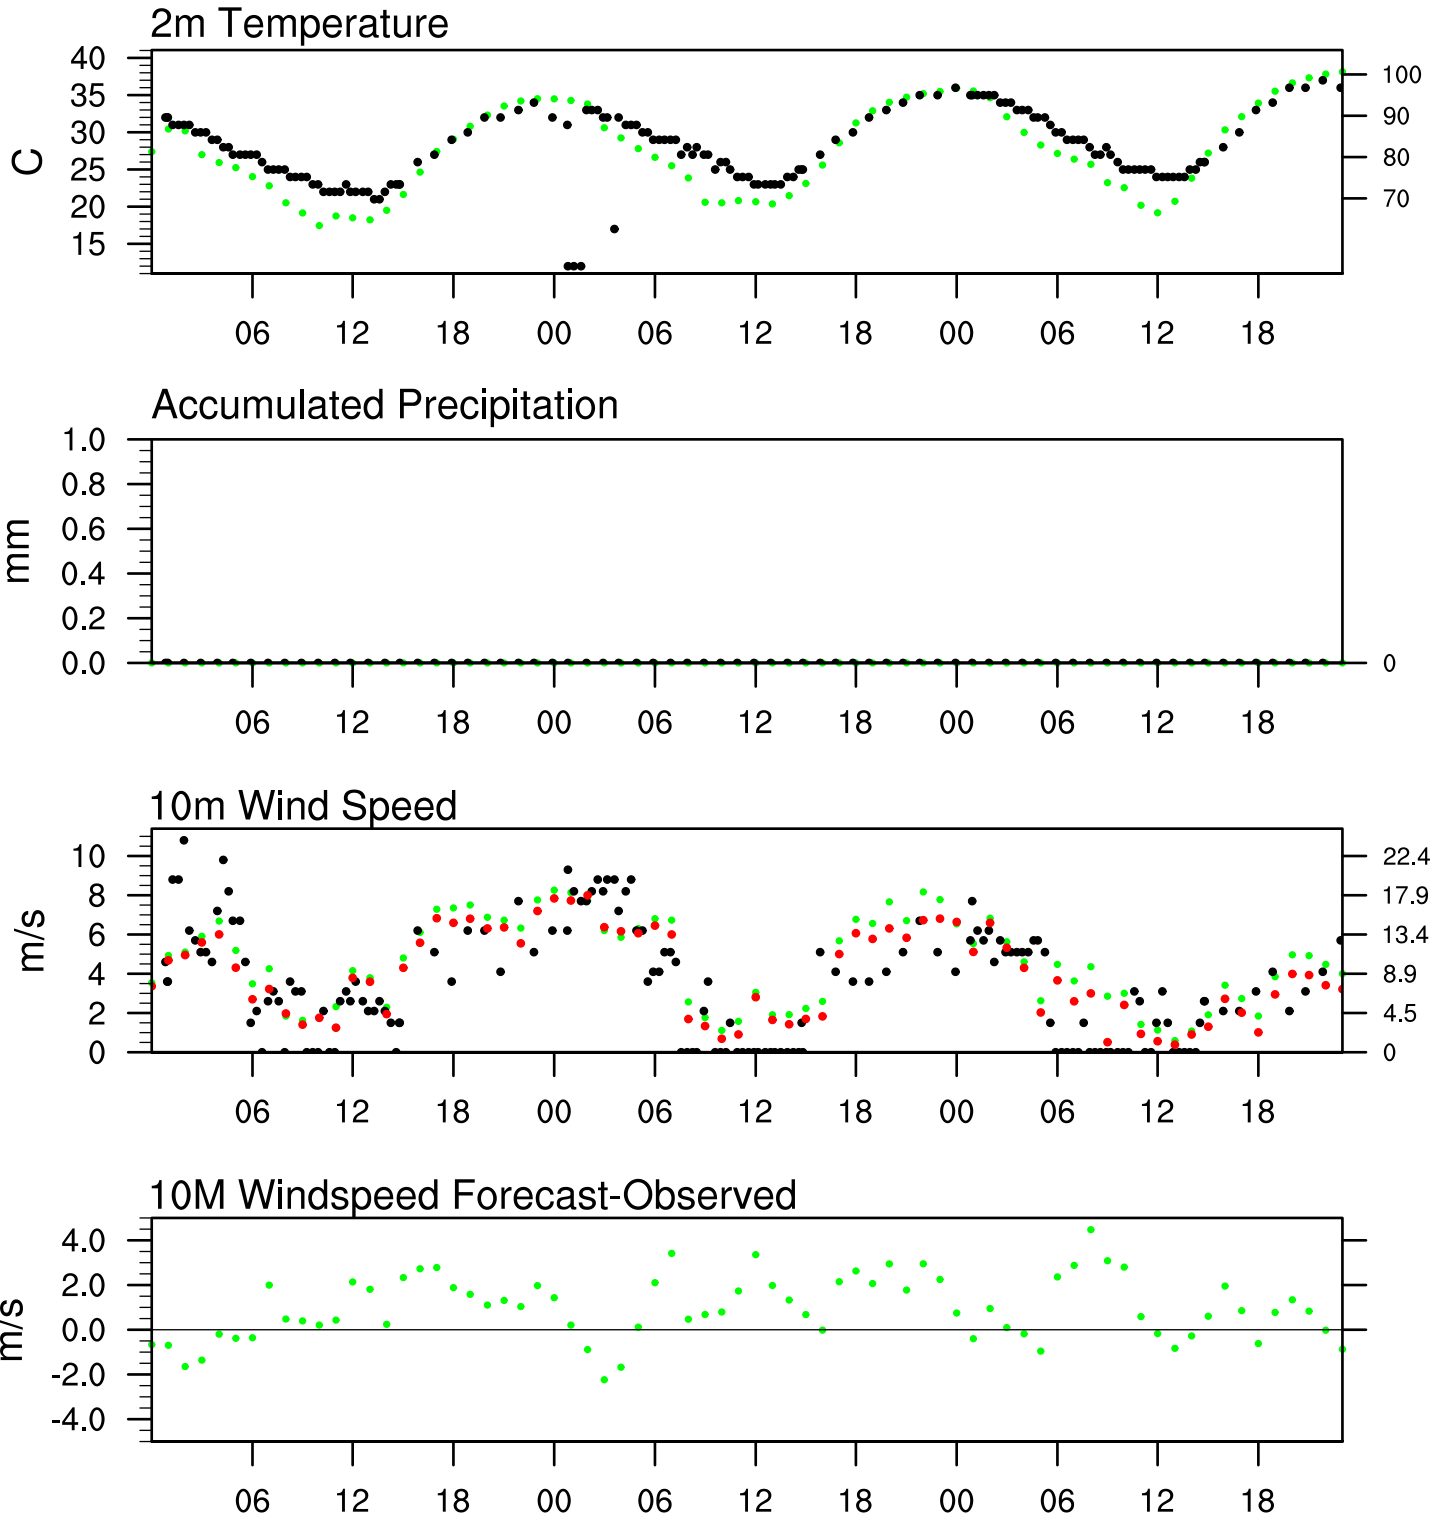 2m Temperature
40
35
30
25
20
15
C
100
90
80
70
06 12 18 00 06 12 18 00 06 12 18
Accumulated Precipitation
1.0
0.8
0.6
0.4
0.2
0.0
mm
0
06 12 18 00 06 12 18 00 06 12 18
10m Wind Speed
10
8
6
4
2
0
m/s
22.4
17.9
13.4
8.9
4.5
0
06 12 18 00 06 12 18 00 06 12 18
10M Windspeed Forecast-Observed
4.0
2.0
0.0
-2.0
-4.0
m/s
06 12 18 00 06 12 18 00 06 12 18